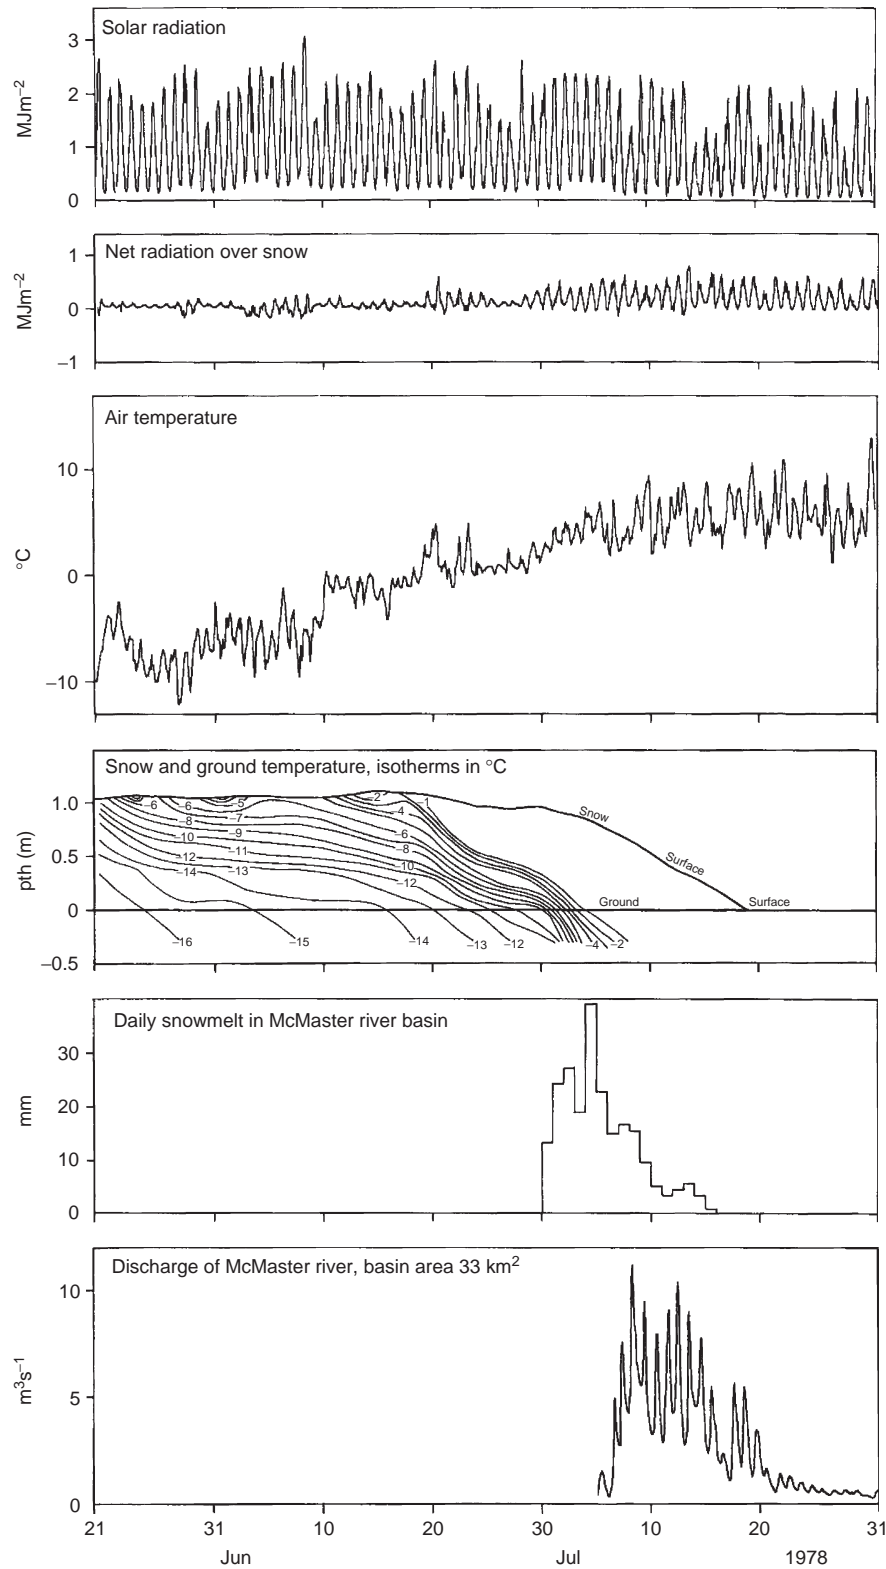 Solar radiation
3
2
1
0
MJm−2
Net radiation over snow
1
0
−1
MJm−2
Air temperature
10
0
−10
°C
Snow and ground temperature, isotherms in °C
1.0
0.5
0
−0.5
pth (m)
−6 −6 −5 −2 −1
−8 −7 −4
−10 −9 −6
−11 −8
−12 −10
−14 −13 −12
Snow
Surface
Ground Surface
−16 −15 −14 −13 −12 −4 −2
Daily snowmelt in McMaster river basin
30
20
10
0
mm
Discharge of McMaster river, basin area 33 km2
10
5
0
m3s−1
21 31 10 20 30 10 20 31
Jun Jul 1978